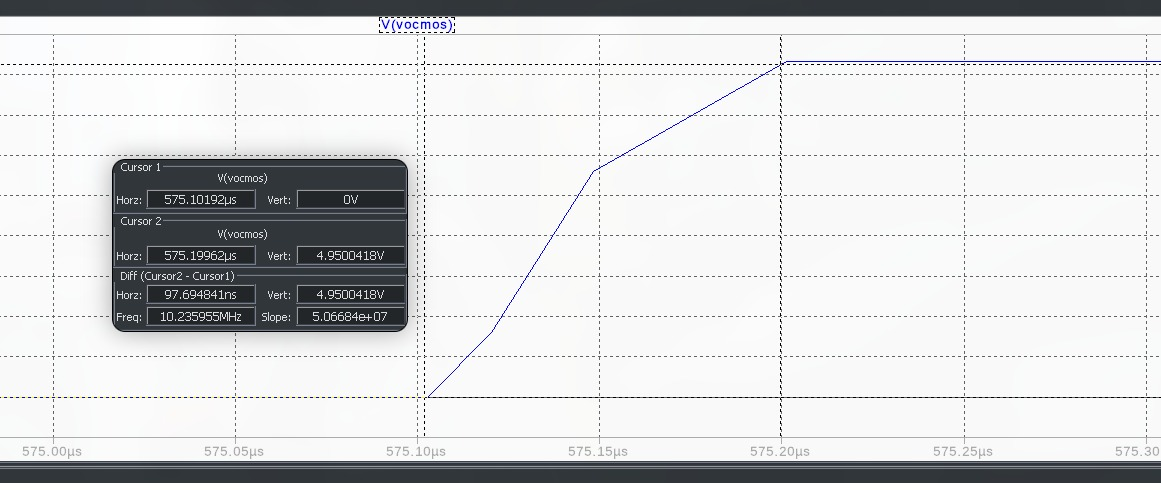 V(vocmos)
Cursor 1
V(vocmos)
Horz: 575.10192µs Vert: 0V
Cursor 2
V(vocmos)
Horz: 575.19962µs Vert: 4.9500418V
Diff (Cursor2 - Cursor1)
Horz: 97.694841ns Vert: 4.9500418V
Freq: 10.235955MHz Slope: 5.06684e+07
575.00µs 575.05µs 575.10µs 575.15µs 575.20µs 575.25µs 575.30